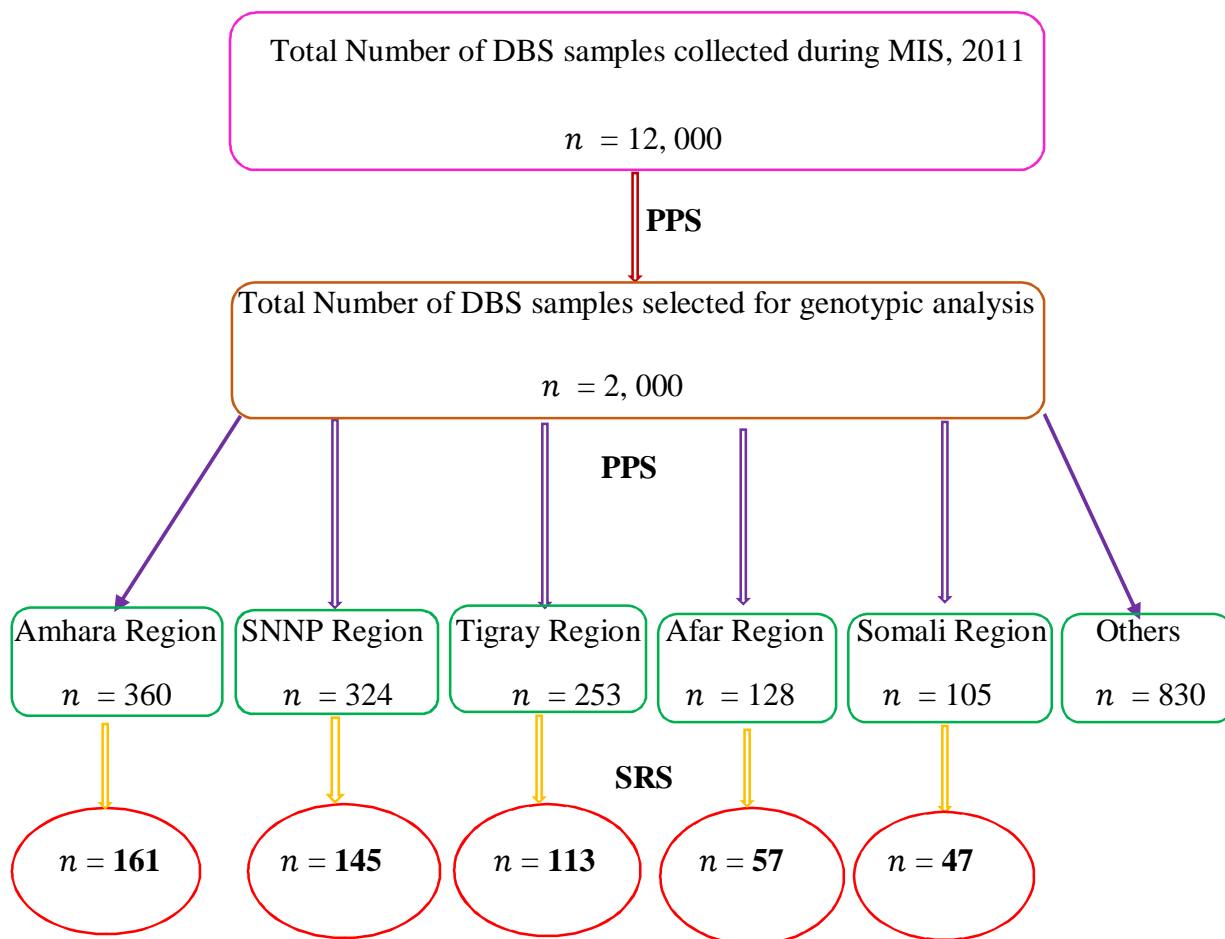 Total Number of DBS samples collected during MIS, 2011
n = 12, 000
PPS
Total Number of DBS samples selected for genotypic analysis
n = 2, 000
PPS
Amhara Region
n = 360
SNNP Region
n = 324
Tigray Region
n = 253
Afar Region
n = 128
Somali Region
n = 105
Others
n = 830
SRS
n = 161
n = 145
n = 113
n = 57
n = 47